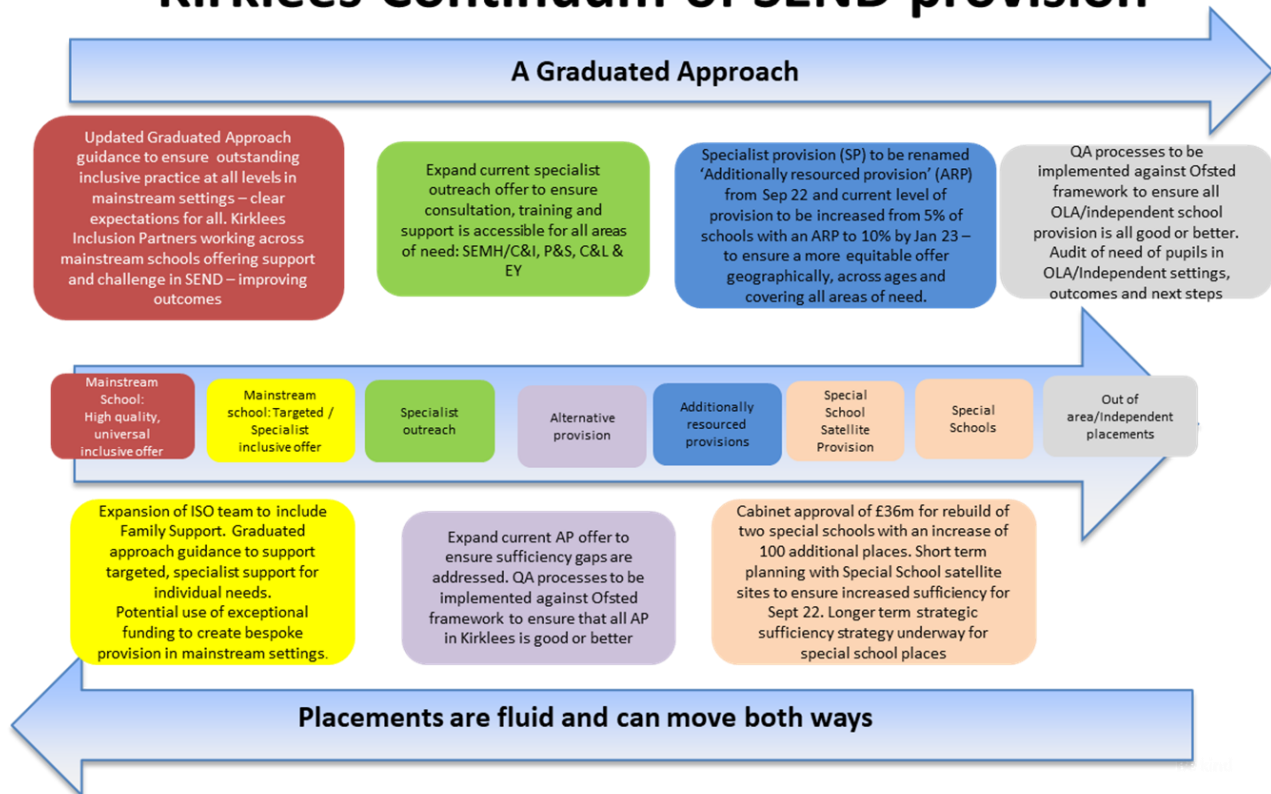 Kirklees Continuum of SEND provision
A Graduated Approach
Updated Graduated Approach
guidance to ensure outstanding
inclusive practice at all levels in
mainstream settings – clear
expectations for all. Kirklees
Inclusion Partners working across
mainstream schools offering support
and challenge in SEND – improving
outcomes
Expand current specialist
outreach offer to ensure
consultation, training and
support is accessible for all areas
of need: SEMH/C&I, P&S, C&L &
EY
Specialist provision (SP) to be renamed
‘Additionally resourced provision’ (ARP)
from Sep 22 and current level of
provision to be increased from 5% of
schools with an ARP to 10% by Jan 23 –
to ensure a more equitable offer
geographically, across ages and
covering all areas of need.
QA processes to be
implemented against Ofsted
framework to ensure all
OLA/independent school
provision is all good or better.
Audit of need of pupils in
OLA/Independent settings,
outcomes and next steps
Mainstream
School:
High quality,
universal
inclusive offer
Mainstream
school: Targeted /
Specialist
inclusive offer
Specialist
outreach
Alternative
provision
Additionally
resourced
provisions
Special
School
Satellite
Provision
Special
Schools
Out of
area/Independent
placements
Expansion of ISO team to include
Family Support. Graduated
approach guidance to support
targeted, specialist support for
individual needs.
Potential use of exceptional
funding to create bespoke
provision in mainstream settings.
Expand current AP offer to
ensure sufficiency gaps are
addressed. QA processes to be
implemented against Ofsted
framework to ensure that all AP
in Kirklees is good or better
Cabinet approval of £36m for rebuild of
two special schools with an increase of
100 additional places. Short term
planning with Special School satellite
sites to ensure increased sufficiency for
Sept 22. Longer term strategic
sufficiency strategy underway for
special school places
Placements are fluid and can move both ways